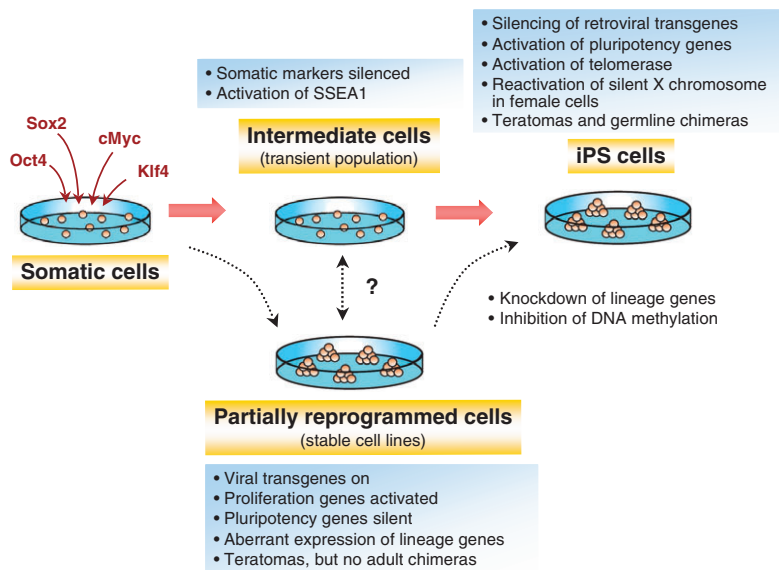 • Silencing of retroviral transgenes
• Activation of pluripotency genes
• Activation of telomerase
• Reactivation of silent X chromosome
in female cells
• Teratomas and germline chimeras
• Somatic markers silenced
• Activation of SSEA1
Sox2
cMyc
Oct4
Klf4
Intermediate cells
(transient population)
iPS cells
Somatic cells
?
• Knockdown of lineage genes
• Inhibition of DNA methylation
Partially reprogrammed cells
(stable cell lines)
• Viral transgenes on
• Proliferation genes activated
• Pluripotency genes silent
• Aberrant expression of lineage genes
• Teratomas, but no adult chimeras